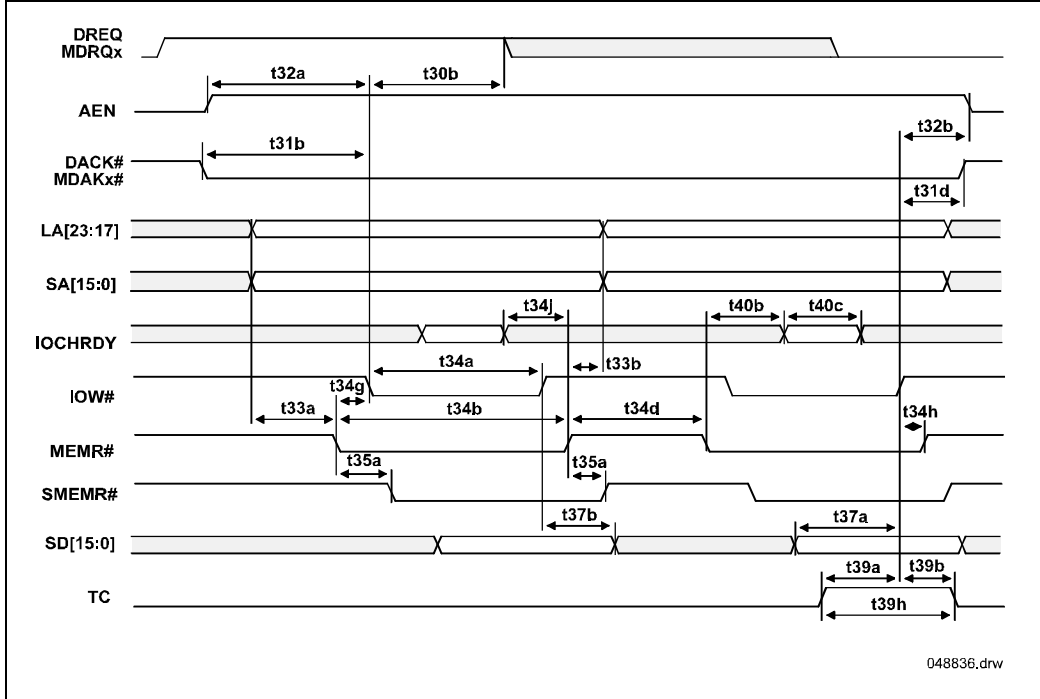 DREQ
MDRQx
t32a
t30b
AEN
t32b
t31b
DACK#
MDAKx#
t31d
LA[23:17]
SA[15:0]
t34j
t40b
t40c
IOCHRDY
t34a
t33b
IOW#
t34g
t33a
t34b
t34d
t34h
MEMR#
t35a
t35a
SMEMR#
t37b
t37a
SD[15:0]
t39a
t39b
TC
t39h
048836.drw